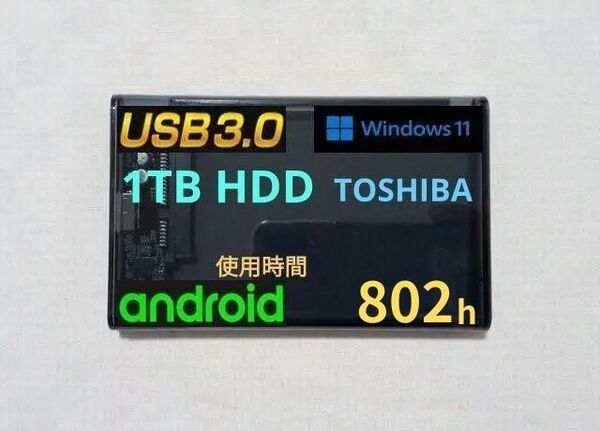 USB3.0
Windows 11
1TB HDD TOSHIBA
使用時間
android
802h